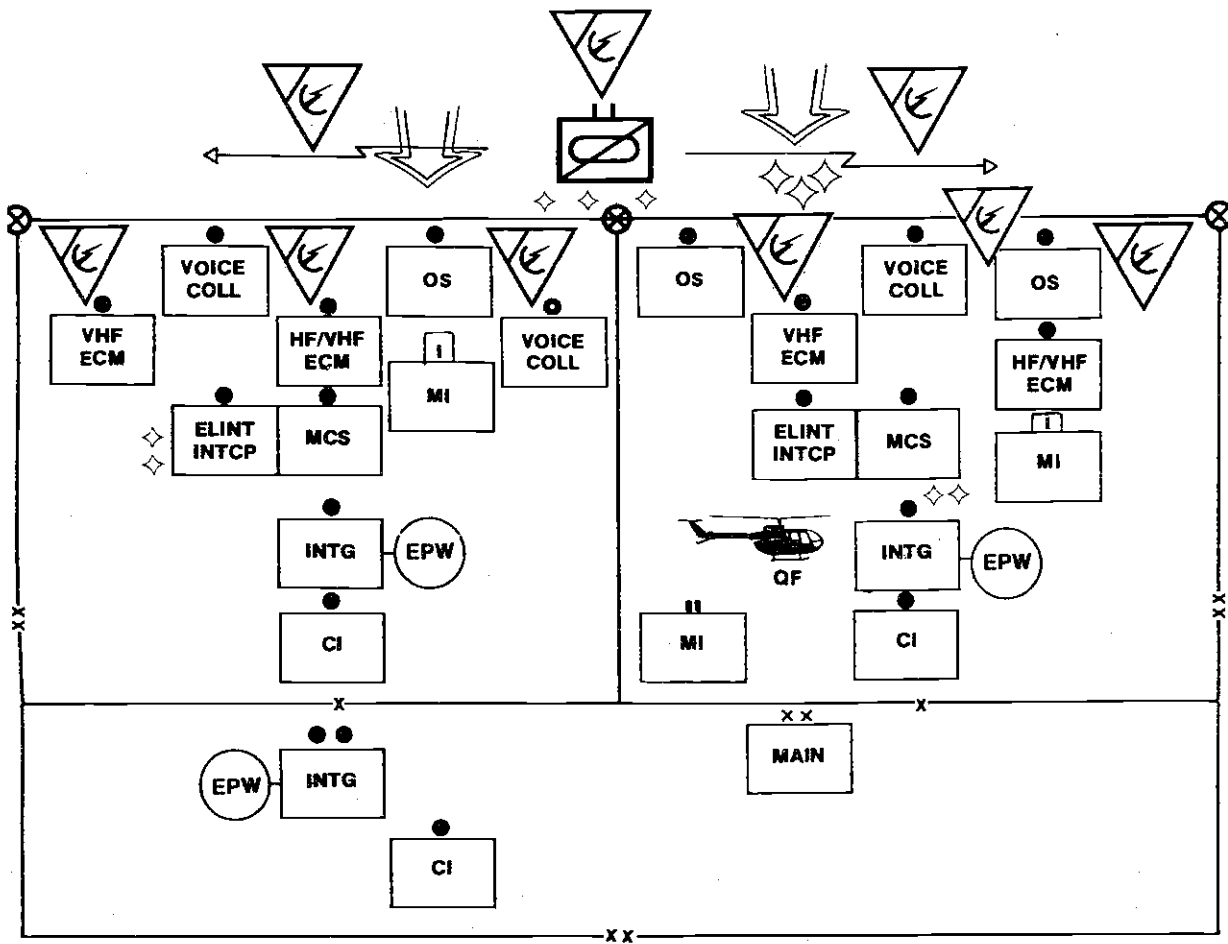 VOICE
COLL
OS
OS
VOICE
COLL
OS
VHF
ECM
HF/VHF
ECM
VOICE
COLL
VHF
ECM
HF/VHF
ECM
I
MI
I
MI
ELINT
INTCP
MCS
ELINT
INTCP
MCS
INTG
EPW
QF
INTG
EPW
CI
II
MI
CI
XX
XX
X
X
XX
MAIN
EPW
INTG
CI
XX